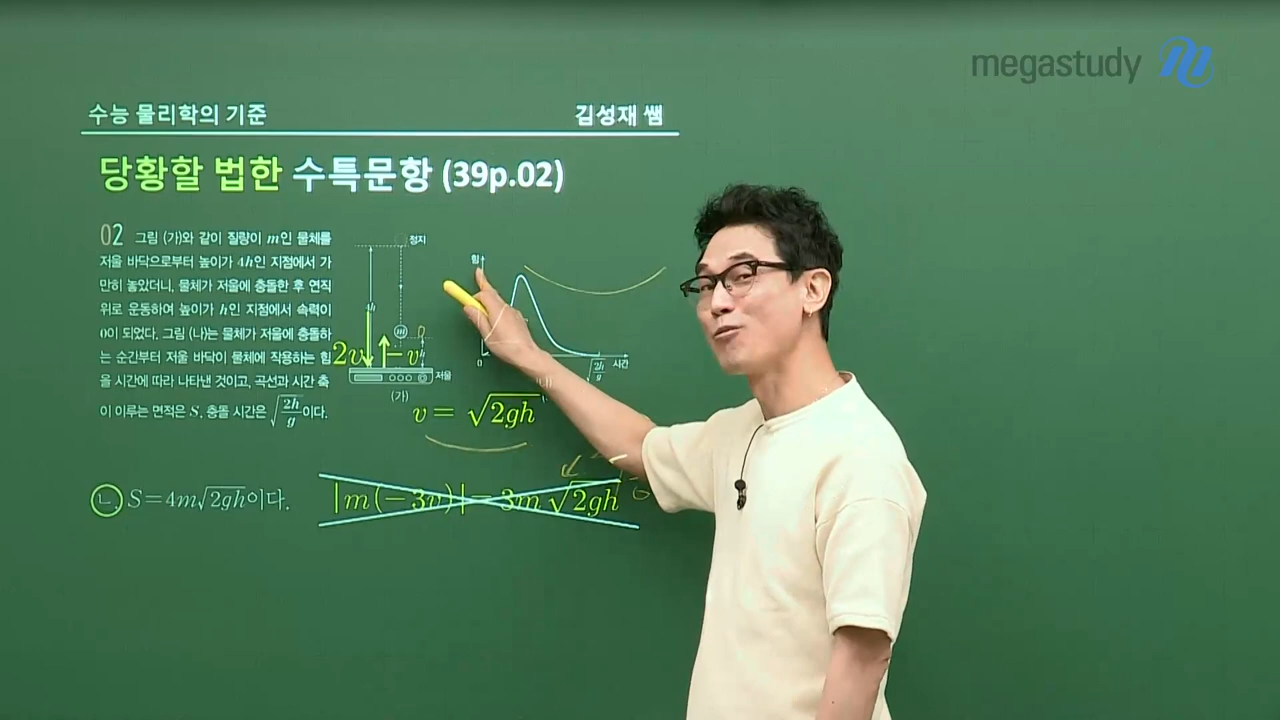 megastudy
수능 물리학의 기준 김성재 쌤
당황할 법한 수특문항 (39p.02)
02 그림 (가)와 같이 질량이 m인 물체를
저울 바닥으로부터 높이가 4h인 지점에서 가
만히 놓았더니, 물체가 저울에 충돌한 후 연직
위로 운동하여 높이가 h인 지점에서 속력이
0이 되었다. 그림 (나)는 물체가 저울에 충돌하
는 순간부터 저울 바닥이 물체에 작용하는 힘
을 시간에 따라 나타낸 것이고, 곡선과 시간 축
이 이루는 면적은 S, 충돌 시간은 √(2h/g)이다.
정지
4h
m
0
2v
-v
h
저울
(가)
힘
0
√(2h/g)
시간
v = √2gh
ㄴ. S=4m√2gh이다.
|m(-3v)| = 3m√2gh